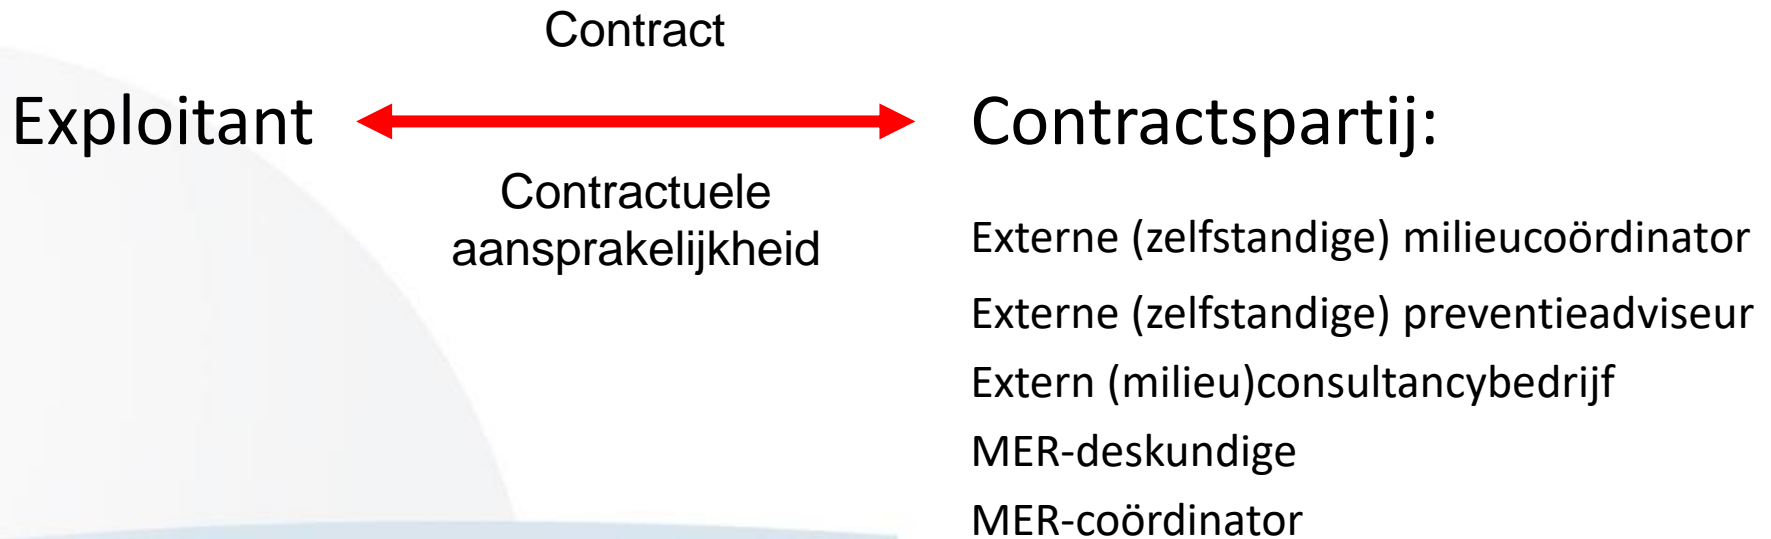 Contract
Exploitant
Contractspartij:
Contractuele
aansprakelijkheid
Externe (zelfstandige) milieucoördinator
Externe (zelfstandige) preventieadviseur
Extern (milieu)consultancybedrijf
MER-deskundige
MER-coördinator